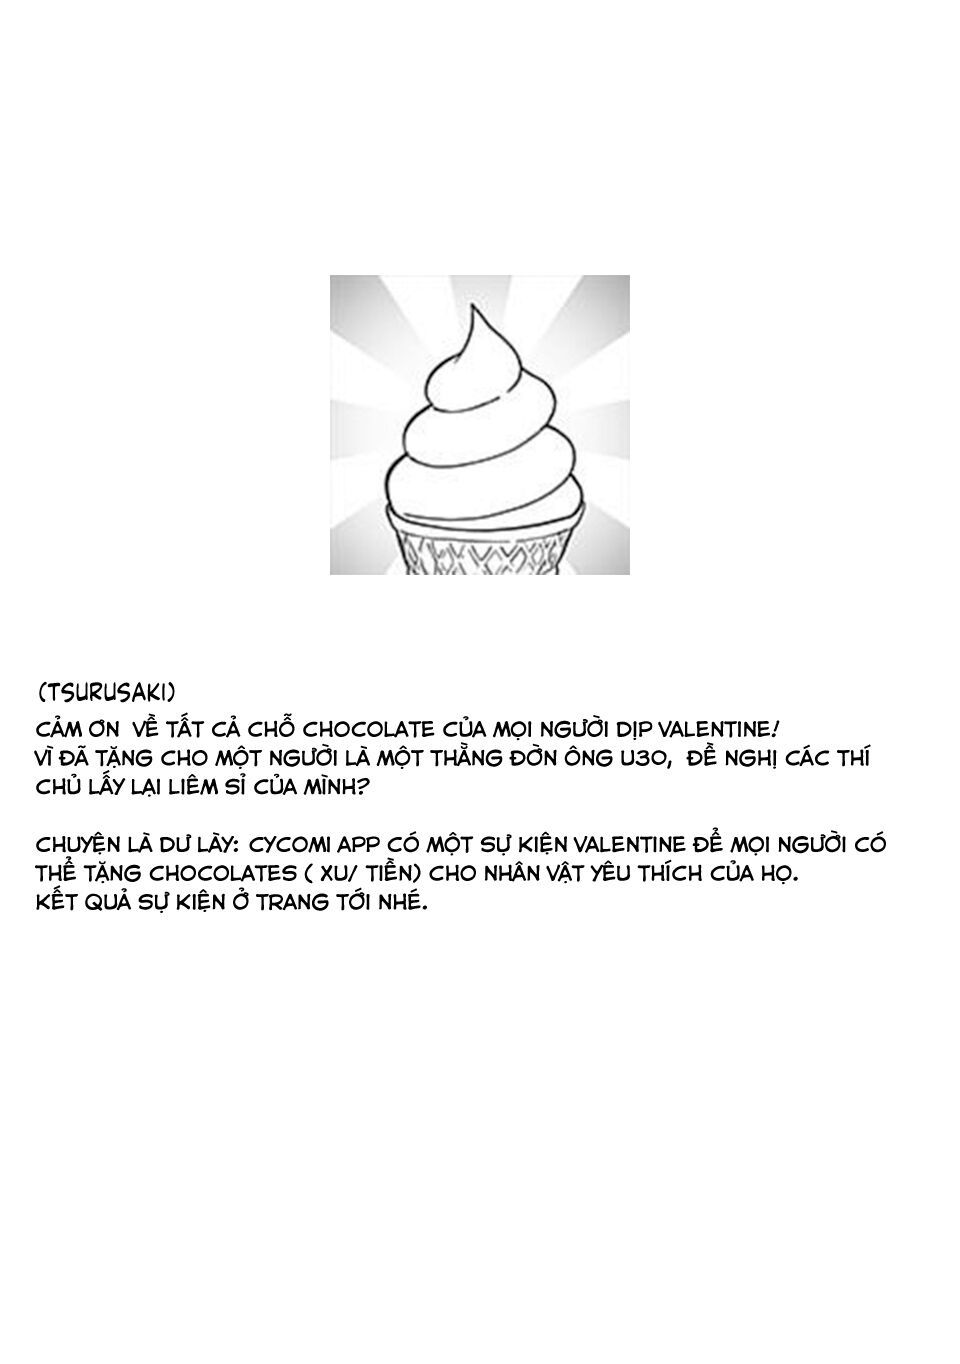 (TSURUSAKI)
CẢM ƠN VỀ TẤT CẢ CHỖ CHOCOLATE CỦA MỌI NGƯỜI DỊP VALENTINE!
VÌ ĐÃ TẶNG CHO MỘT NGƯỜI LÀ MỘT THẰNG ĐỜN ÔNG U30, ĐỀ NGHỊ CÁC THÍ
CHỦ LẤY LẠI LIÊM SỈ CỦA MÌNH?
CHUYỆN LÀ DƯ LÀY: CYCOMI APP CÓ MỘT SỰ KIỆN VALENTINE ĐỂ MỌI NGƯỜI CÓ
THỂ TẶNG CHOCOLATES ( XU/ TIỀN) CHO NHÂN VẬT YÊU THÍCH CỦA HỌ.
KẾT QUẢ SỰ KIỆN Ở TRANG TỚI NHÉ.